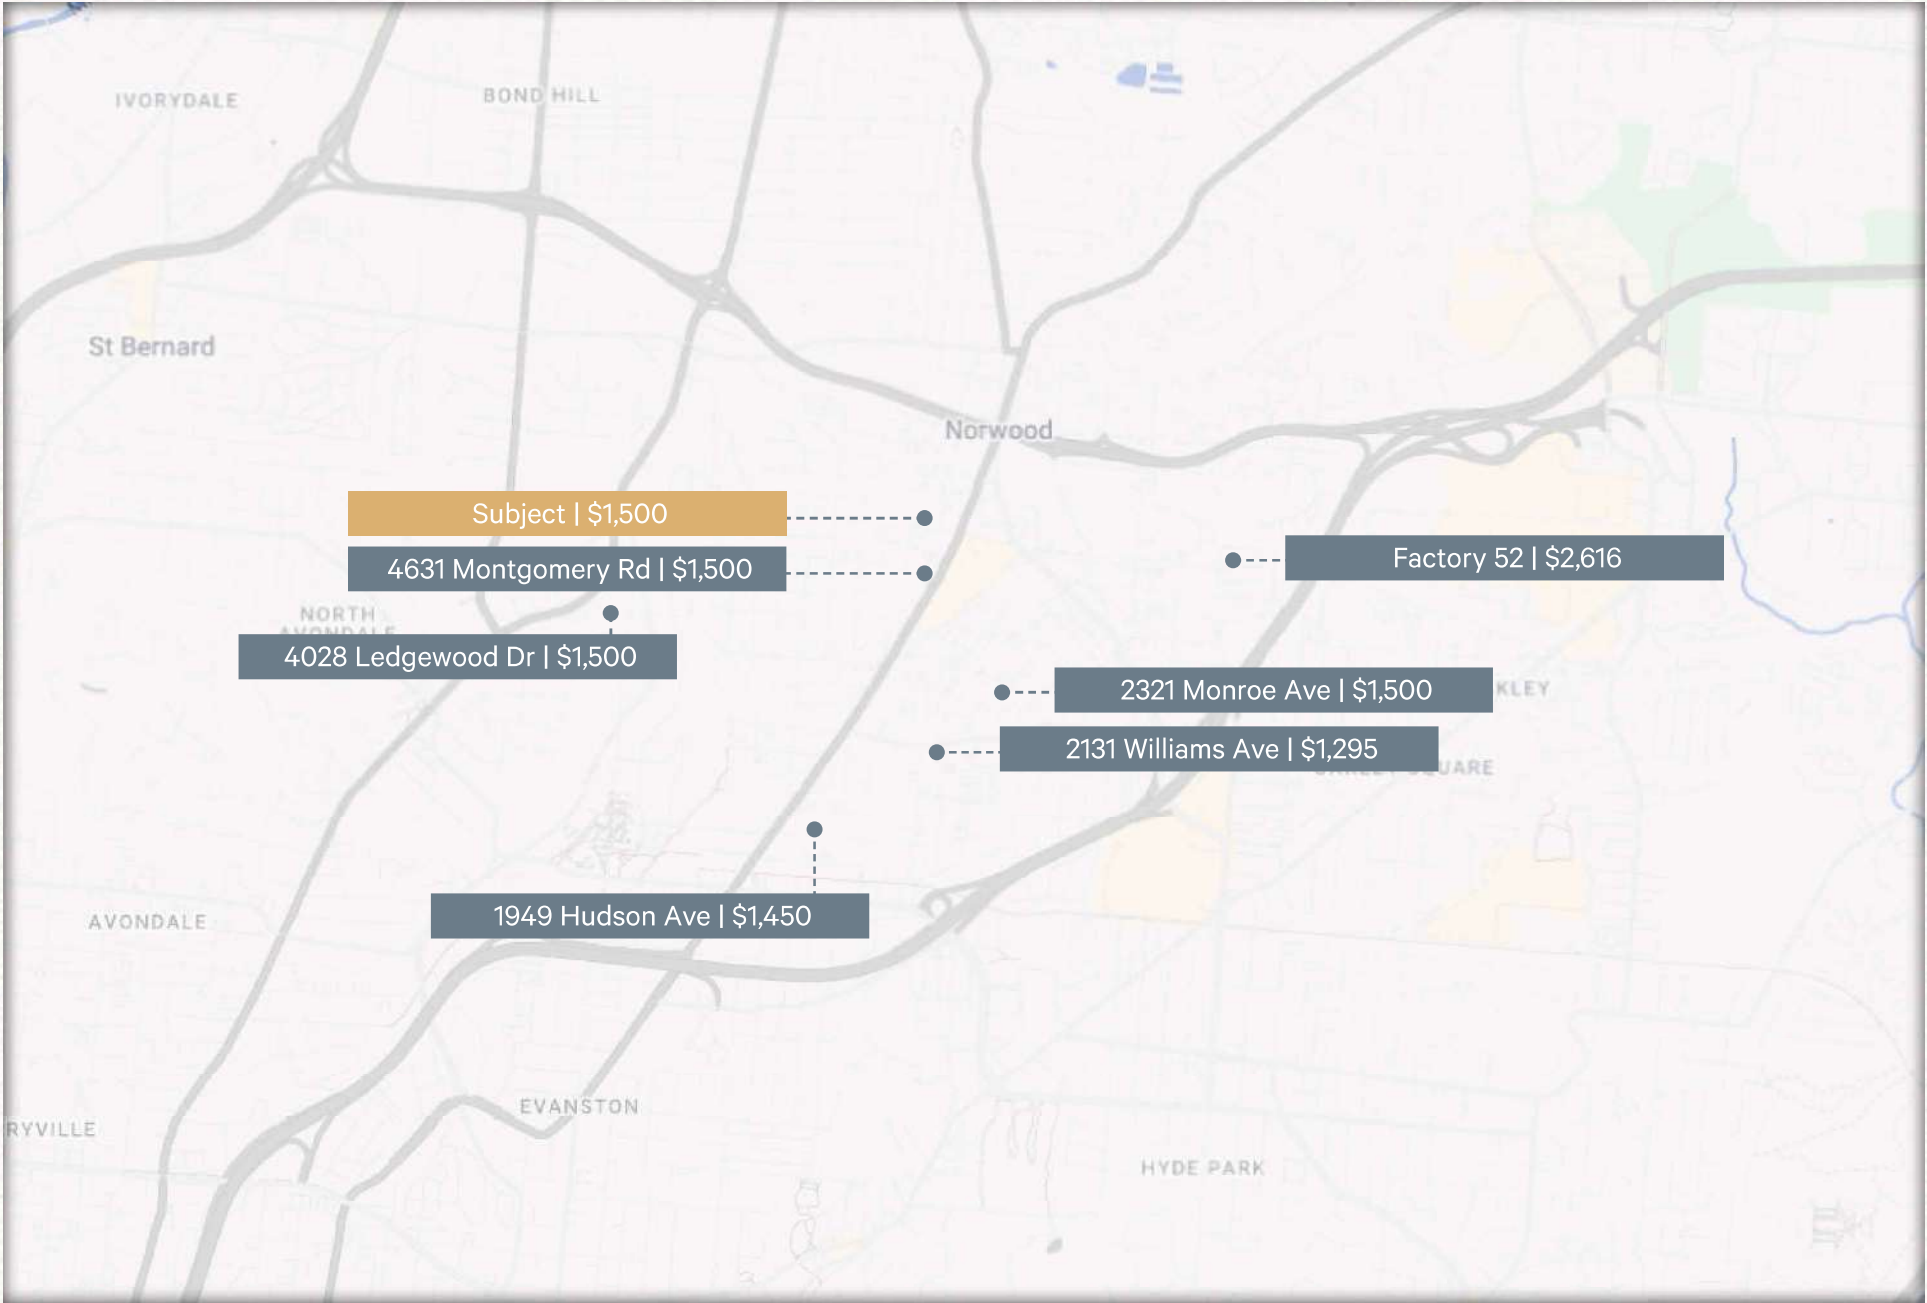 IVORYDALE
BOND HILL
St Bernard
Norwood
Subject | $1,500
4631 Montgomery Rd | $1,500
Factory 52 | $2,616
NORTH
AVONDALE
4028 Ledgewood Dr | $1,500
2321 Monroe Ave | $1,500
KLEY
2131 Williams Ave | $1,295
SQUARE
1949 Hudson Ave | $1,450
AVONDALE
EVANSTON
RYVILLE
HYDE PARK